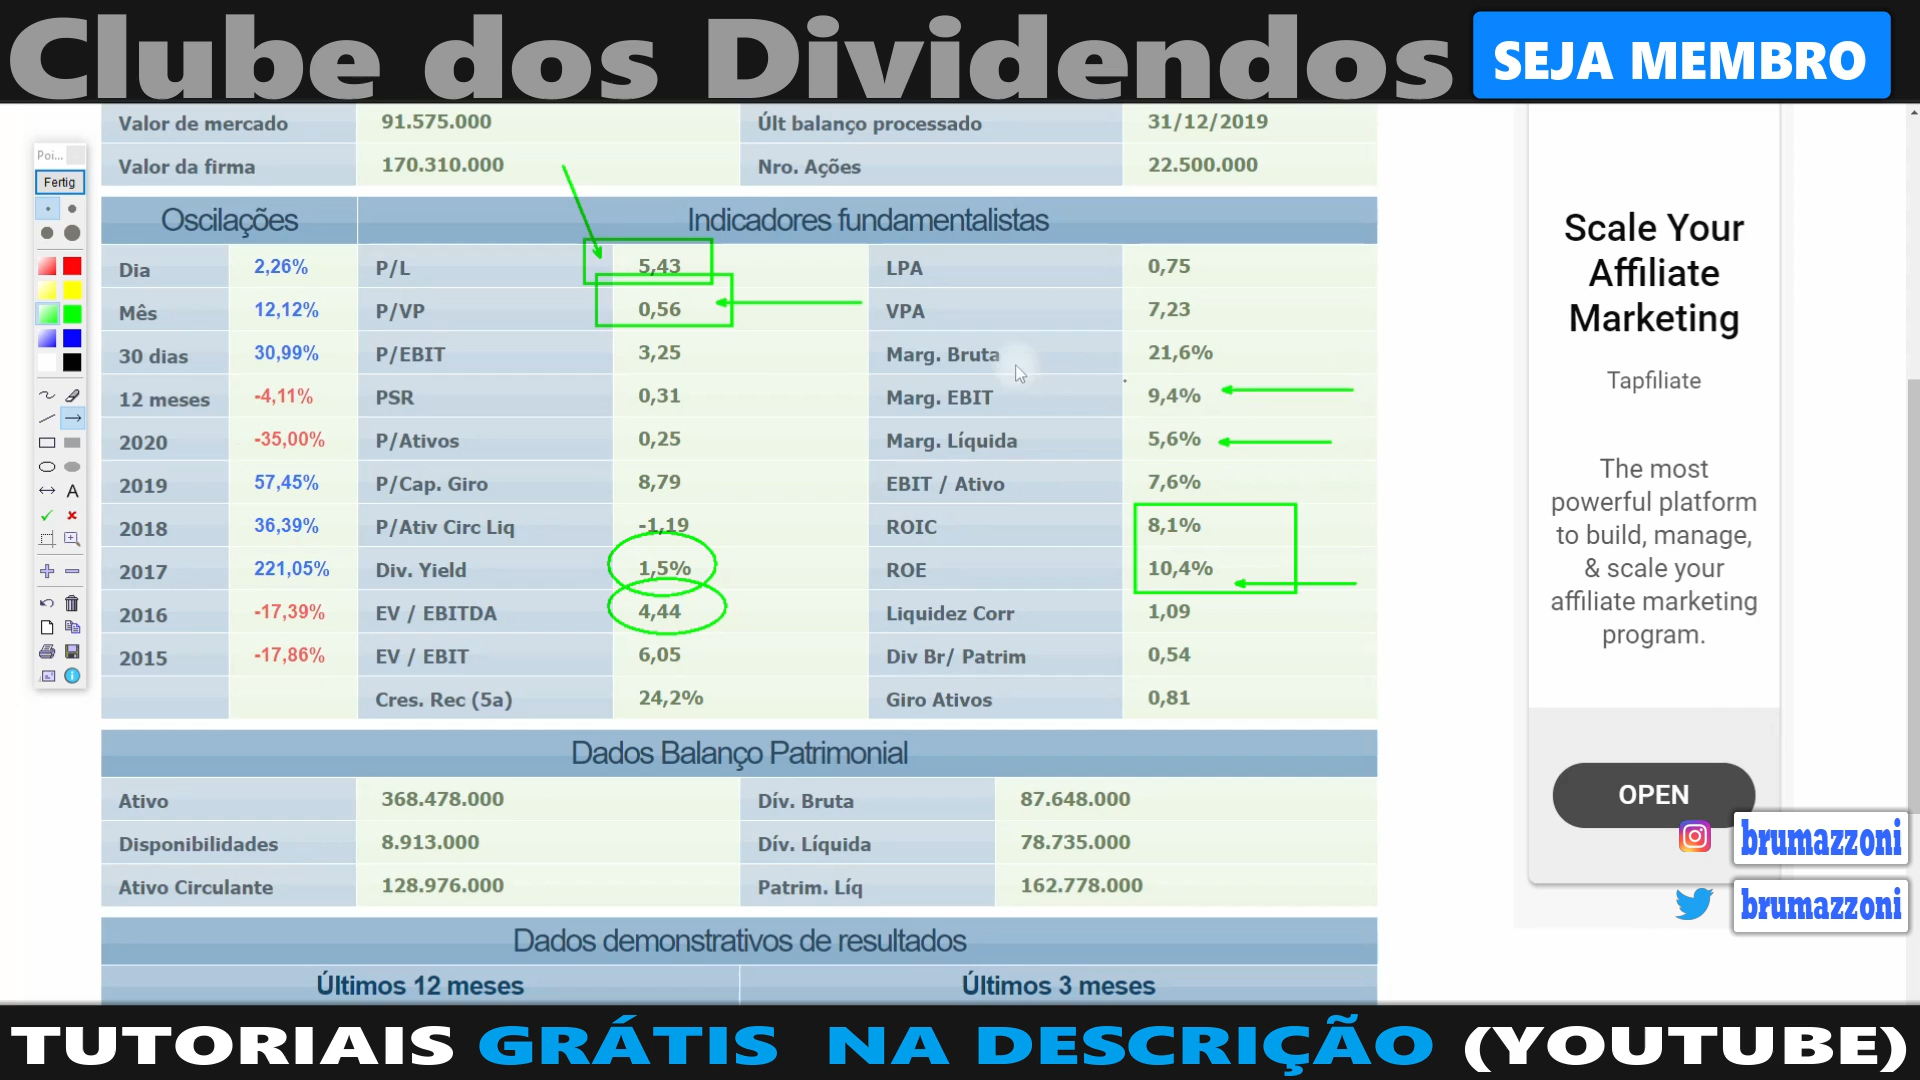 Clube dos Dividendos
SEJA MEMBRO
Valor de mercado 91.575.000 Últ balanço processado 31/12/2019
Valor da firma 170.310.000 Nro. Ações 22.500.000
Poi...
Fertig
A
Oscilações Indicadores fundamentalistas
Dia 2,26% P/L 5,43 LPA 0,75
Mês 12,12% P/VP 0,56 VPA 7,23
30 dias 30,99% P/EBIT 3,25 Marg. Bruta 21,6%
12 meses -4,11% PSR 0,31 Marg. EBIT 9,4%
2020 -35,00% P/Ativos 0,25 Marg. Líquida 5,6%
2019 57,45% P/Cap. Giro 8,79 EBIT / Ativo 7,6%
2018 36,39% P/Ativ Circ Liq -1,19 ROIC 8,1%
2017 221,05% Div. Yield 1,5% ROE 10,4%
2016 -17,39% EV / EBITDA 4,44 Liquidez Corr 1,09
2015 -17,86% EV / EBIT 6,05 Div Br/ Patrim 0,54
Cres. Rec (5a) 24,2% Giro Ativos 0,81
Dados Balanço Patrimonial
Ativo 368.478.000 Dív. Bruta 87.648.000
Disponibilidades 8.913.000 Dív. Líquida 78.735.000
Ativo Circulante 128.976.000 Patrim. Líq 162.778.000
Dados demonstrativos de resultados
Últimos 12 meses Últimos 3 meses
Scale Your
Affiliate
Marketing
Tapfiliate
The most
powerful platform
to build, manage,
& scale your
affiliate marketing
program.
OPEN
brumazzoni
brumazzoni
TUTORIAIS GRÁTIS NA DESCRIÇÃO (YOUTUBE)